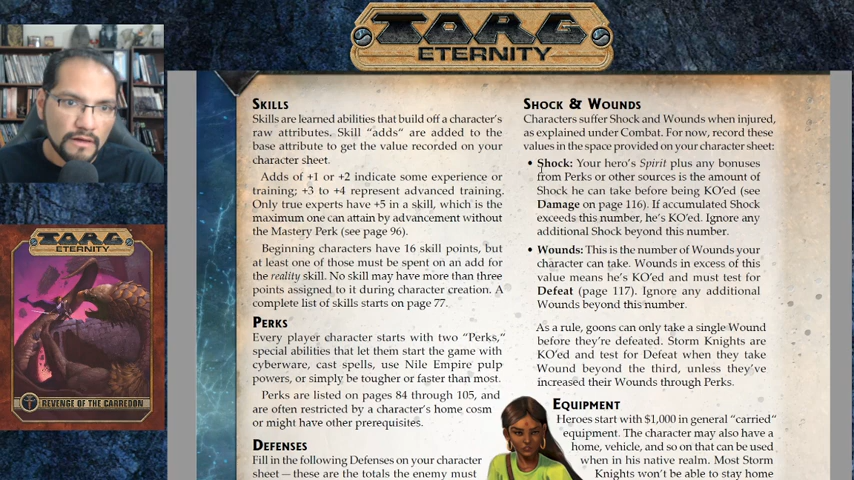 TORG
ETERNITY
Skills
Skills are learned abilities that build off a character's
raw attributes. Skill "adds" are added to the
base attribute to get the value recorded on your
character sheet.
Adds of +1 or +2 indicate some experience or
training; +3 to +4 represent advanced training.
Only true experts have +5 in a skill, which is the
maximum one can attain by advancement without
the Mastery Perk (see page 96).
Beginning characters have 16 skill points, but
at least one of those must be spent on an add for
the reality skill. No skill may have more than three
points assigned to it during character creation. A
complete list of skills starts on page 77.
Perks
Every player character starts with two "Perks,"
special abilities that let them start the game with
cyberware, cast spells, use Nile Empire pulp
powers, or simply be tougher or faster than most.
Perks are listed on pages 84 through 105, and
are often restricted by a character's home cosm
or might have other prerequisites.
Defenses
Fill in the following Defenses on your character
sheet — these are the totals the enemy must
Shock & Wounds
Characters suffer Shock and Wounds when injured,
as explained under Combat. For now, record these
values in the space provided on your character sheet:
• Shock: Your hero's Spirit plus any bonuses
from Perks or other sources is the amount of
Shock he can take before being KO'ed (see
Damage on page 116). If accumulated Shock
exceeds this number, he's KO'ed. Ignore any
additional Shock beyond this number.
• Wounds: This is the number of Wounds your
character can take. Wounds in excess of this
value means he's KO'ed and must test for
Defeat (page 117). Ignore any additional
Wounds beyond this number.
As a rule, goons can only take a single Wound
before they're defeated. Storm Knights are
KO'ed and test for Defeat when they take
Wound beyond the third, unless they've
increased their Wounds through Perks.
Equipment
Heroes start with $1,000 in general "carried"
equipment. The character may also have a
home, vehicle, and so on that can be used
when in his native realm. Most Storm
Knights won't be able to stay home
TORG
ETERNITY
REVENGE OF THE CARREDON